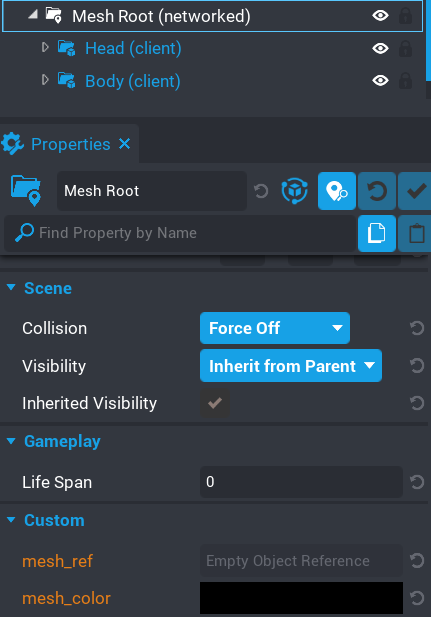 Mesh Root (networked)
Head (client)
Body (client)
Properties
Mesh Root
Find Property by Name
Scene
Collision Force Off
Visibility Inherit from Parent
Inherited Visibility
Gameplay
Life Span 0
Custom
mesh_ref Empty Object Reference
mesh_color